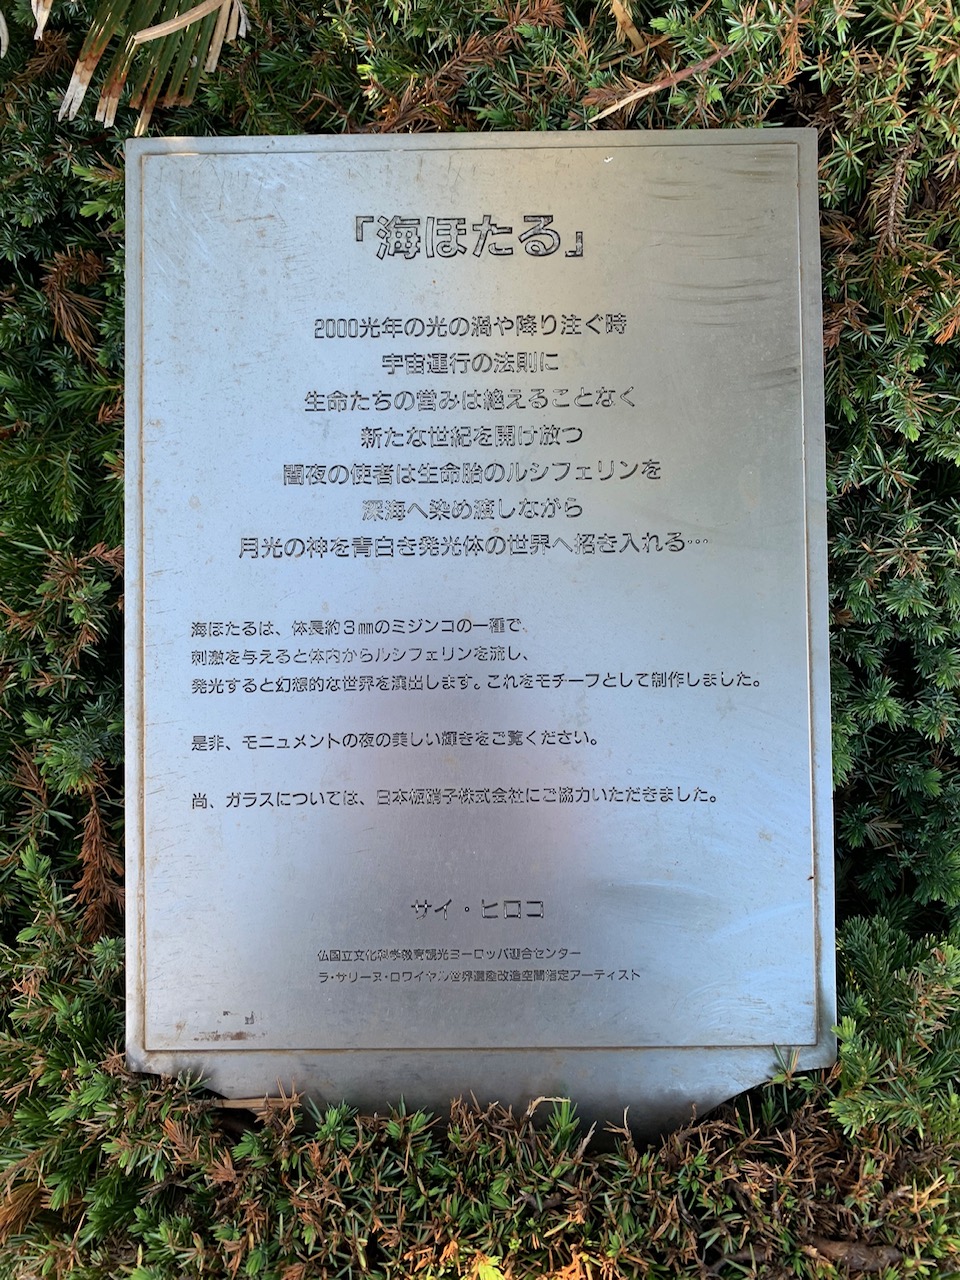 「海ほたる」
2000光年の光の渦や降り注ぐ時
宇宙運行の法則に
生命たちの営みは絶えることなく
新たな世紀を開け放つ
闇夜の使者は生命胎のルシフェリンを
深海へ染め渡しながら
月光の神を青白き発光体の世界へ招き入れる…
海ほたるは、体長約3㎜のミジンコの一種で、
刺激を与えると体内からルシフェリンを流し、
発光すると幻想的な世界を演出します。これをモチーフとして制作しました。
是非、モニュメントの夜の美しい輝きをご覧ください。
尚、ガラスについては、日本板硝子株式会社にご協力いただきました。
サイ・ヒロコ
仏国立文化科学教育観光ヨーロッパ連合センター
ラ・サリーヌ・ロワイヤル世界遺産改造空間指定アーティスト